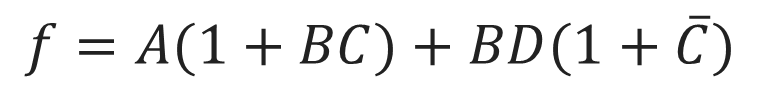 f = A(1 + BC) + BD(1 + C̄)